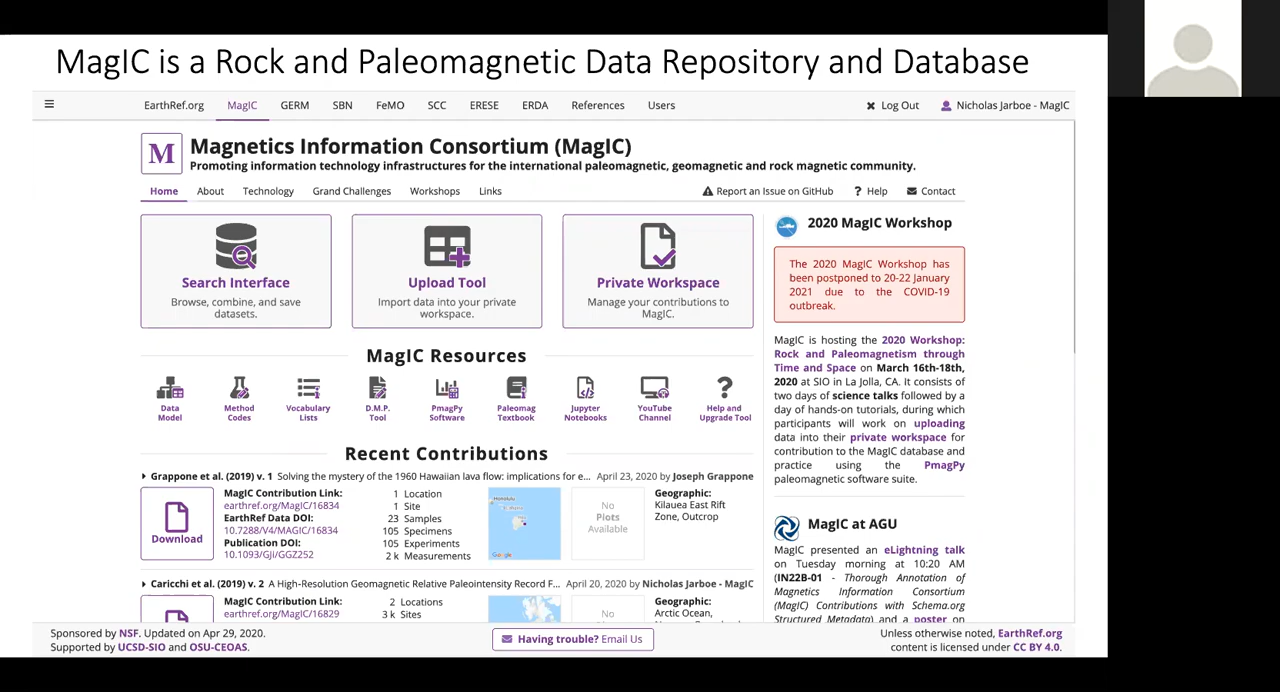 MagIC is a Rock and Paleomagnetic Data Repository and Database
EarthRef.org MagIC GERM SBN FeMO SCC ERESE ERDA References Users Log Out Nicholas Jarboe - MagIC
M
Magnetics Information Consortium (MagIC)
Promoting information technology infrastructures for the international paleomagnetic, geomagnetic and rock magnetic community.
Home About Technology Grand Challenges Workshops Links Report an Issue on GitHub Help Contact
Search Interface
Browse, combine, and save
datasets.
Upload Tool
Import data into your private
workspace.
Private Workspace
Manage your contributions to
MagIC.
MagIC Resources
Data
Model
Method
Codes
Vocabulary
Lists
D.M.P.
Tool
PmagPy
Software
Paleomag
Textbook
Jupyter
Notebooks
YouTube
Channel
Help and
Upgrade Tool
Recent Contributions
Grappone et al. (2019) v. 1 Solving the mystery of the 1960 Hawaiian lava flow: implications for e... April 23, 2020 by Joseph Grappone
Download
MagIC Contribution Link:
earthref.org/MagIC/16834
EarthRef Data DOI:
10.7288/V4/MAGIC/16834
Publication DOI:
10.1093/GJI/GGZ252
1 Location
1 Site
23 Samples
105 Specimens
105 Experiments
2 k Measurements
Honolulu
Google
No
Plots
Available
Geographic:
Kilauea East Rift
Zone, Outcrop
Caricchi et al. (2019) v. 2 A High-Resolution Geomagnetic Relative Paleointensity Record F... April 20, 2020 by Nicholas Jarboe - MagIC
MagIC Contribution Link:
earthref.org/MagIC/16829
2 Locations
3 k Sites
No
Geographic:
Arctic Ocean,
2020 MagIC Workshop
The 2020 MagIC Workshop has
been postponed to 20-22 January
2021 due to the COVID-19
outbreak.
MagIC is hosting the 2020 Workshop:
Rock and Paleomagnetism through
Time and Space on March 16th-18th,
2020 at SIO in La Jolla, CA. It consists of
two days of science talks followed by a
day of hands-on tutorials, during which
participants will work on uploading
data into their private workspace for
contribution to the MagIC database and
practice using the PmagPy
paleomagnetic software suite.
MagIC at AGU
MagIC presented an eLightning talk
on Tuesday morning at 10:20 AM
(IN22B-01 - Thorough Annotation of
Magnetics Information Consortium
(MagIC) Contributions with Schema.org
Structured Metadata) and a poster on
Sponsored by NSF. Updated on Apr 29, 2020.
Supported by UCSD-SIO and OSU-CEOAS.
Having trouble? Email Us
Unless otherwise noted, EarthRef.org
content is licensed under CC BY 4.0.